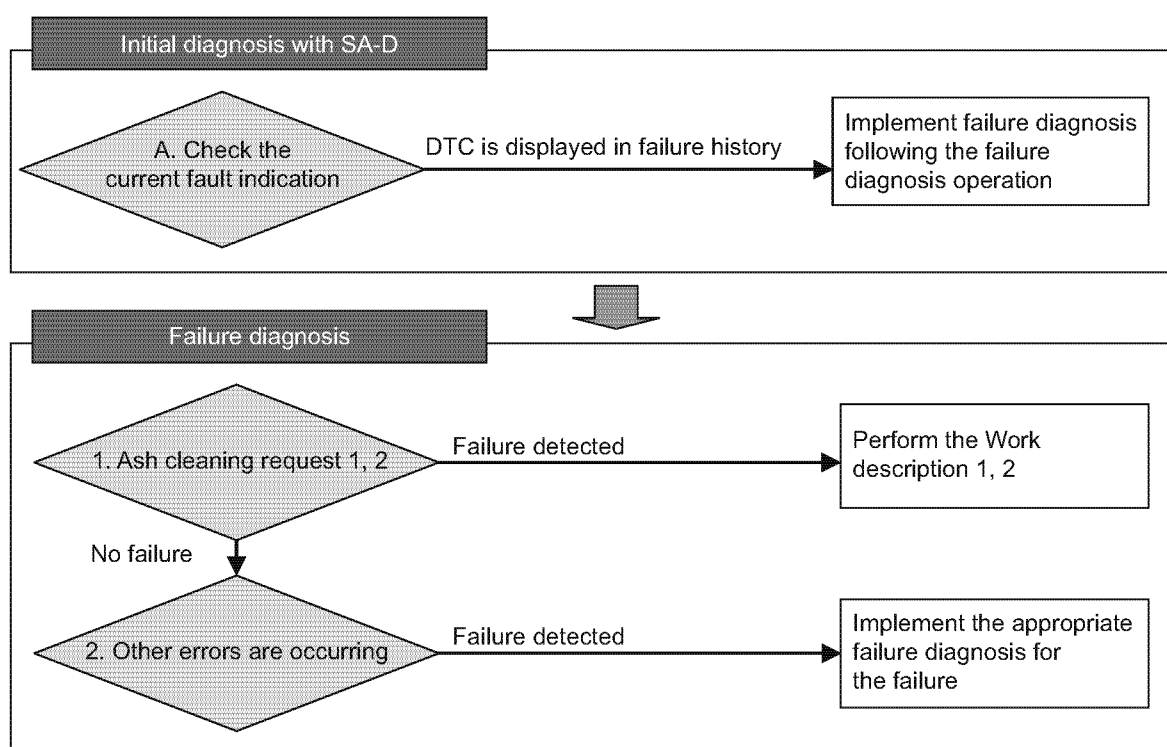 Initial diagnosis with SA-D
A. Check the
current fault indication
DTC is displayed in failure history
Implement failure diagnosis
following the failure
diagnosis operation
Failure diagnosis
1. Ash cleaning request 1, 2
Failure detected
Perform the Work
description 1, 2
No failure
2. Other errors are occurring
Failure detected
Implement the appropriate
failure diagnosis for
the failure